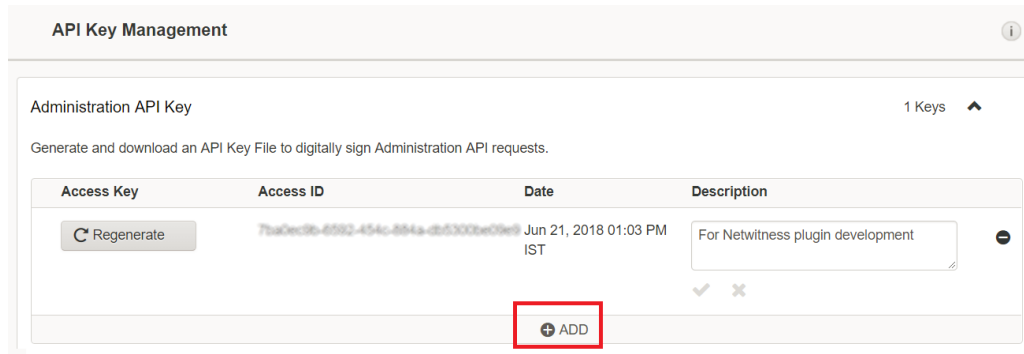 API Key Management
Administration API Key
1 Keys
Generate and download an API Key File to digitally sign Administration API requests.
Access Key Access ID Date Description
Regenerate
Jun 21, 2018 01:03 PM
IST
For Netwitness plugin development
ADD